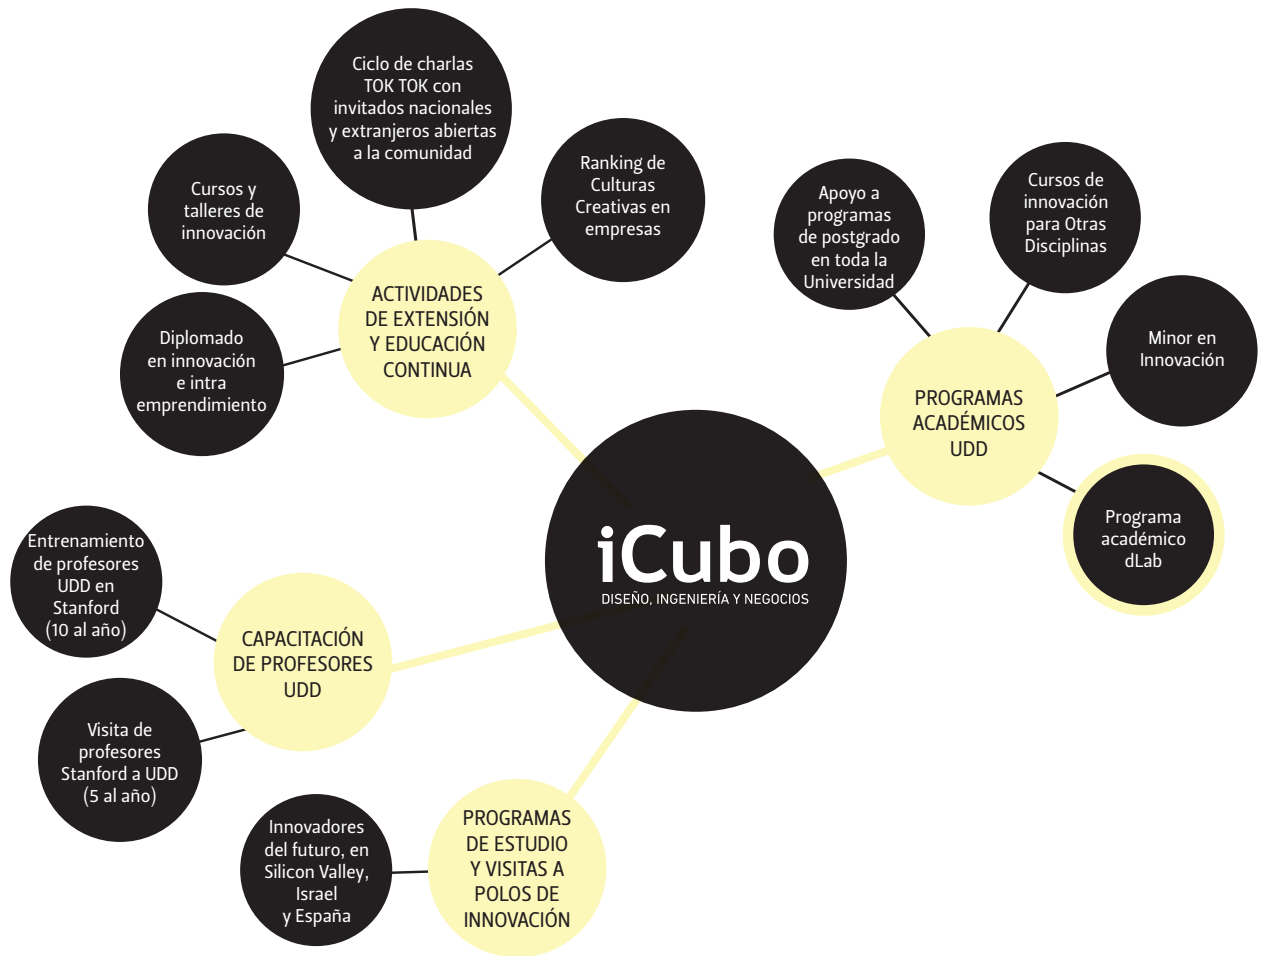 Ciclo de charlas
TOK TOK con
invitados nacionales
y extranjeros abiertas
a la comunidad
Cursos y
talleres de
innovación
Ranking de
Culturas
Creativas en
empresas
Diplomado
en innovación
e intra
emprendimiento
ACTIVIDADES
DE EXTENSIÓN
Y EDUCACIÓN
CONTINUA
Apoyo a
programas
de postgrado
en toda la
Universidad
Cursos de
innovación
para Otras
Disciplinas
Minor en
Innovación
PROGRAMAS
ACADÉMICOS
UDD
Programa
académico
dLab
iCubo
DISEÑO, INGENIERÍA Y NEGOCIOS
Entrenamiento
de profesores
UDD en
Stanford
(10 al año)
CAPACITACIÓN
DE PROFESORES
UDD
Visita de
profesores
Stanford a UDD
(5 al año)
Innovadores
del futuro, en
Silicon Valley,
Israel
y España
PROGRAMAS
DE ESTUDIO
Y VISITAS A
POLOS DE
INNOVACIÓN